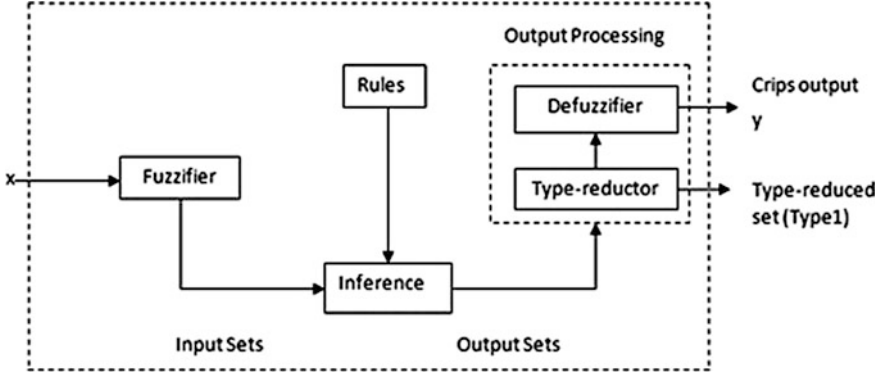 Output Processing
Rules
Defuzzifier
Crips output
y
x
Fuzzifier
Type-reductor
Type-reduced
set (Type1)
Inference
Input Sets
Output Sets